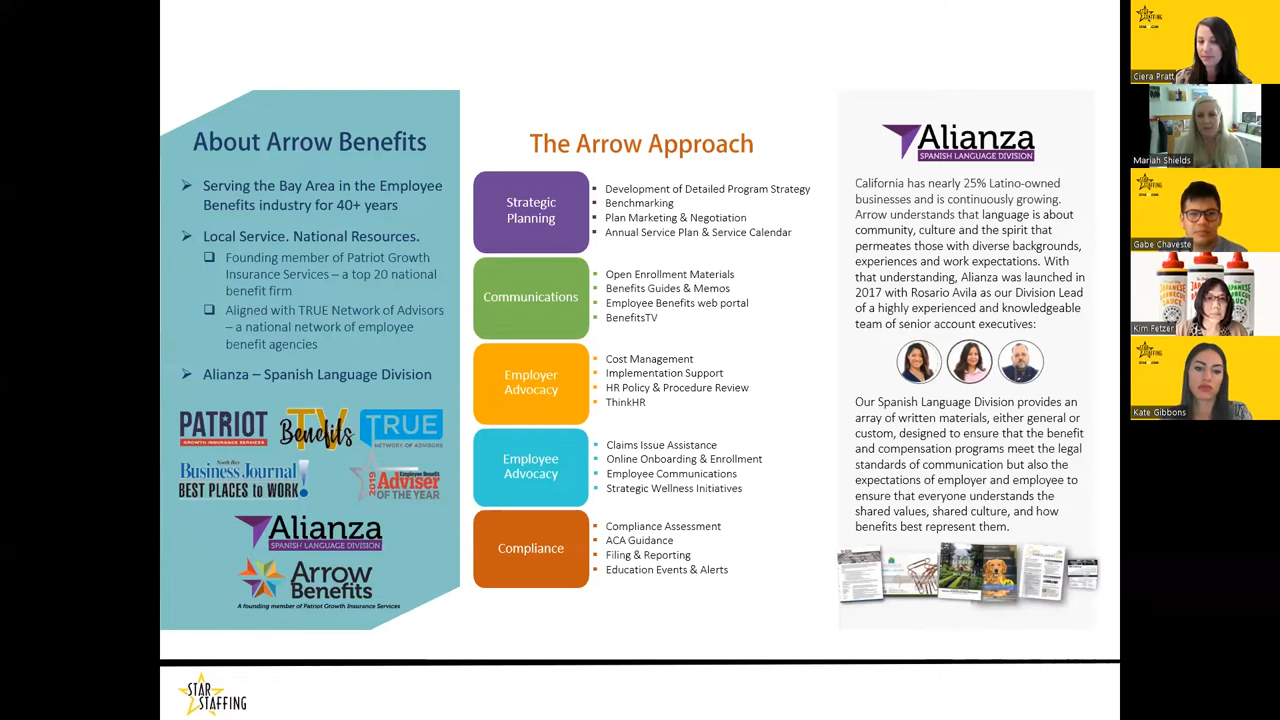 About Arrow Benefits
Serving the Bay Area in the Employee
Benefits industry for 40+ years
Local Service. National Resources.
Founding member of Patriot Growth
Insurance Services – a top 20 national
benefit firm
Aligned with TRUE Network of Advisors
– a national network of employee
benefit agencies
Alianza – Spanish Language Division
PATRIOT
GROWTH INSURANCE SERVICES
TV
Benefits
TRUE
NETWORK OF ADVISORS
North Bay
Business Journal
BEST PLACES to WORK!
2019
Employee Benefit
Adviser
OF THE YEAR
Alianza
SPANISH LANGUAGE DIVISION
Arrow
Benefits
A founding member of Patriot Growth Insurance Services
The Arrow Approach
Strategic
Planning
Development of Detailed Program Strategy
Benchmarking
Plan Marketing & Negotiation
Annual Service Plan & Service Calendar
Communications
Open Enrollment Materials
Benefits Guides & Memos
Employee Benefits web portal
BenefitsTV
Employer
Advocacy
Cost Management
Implementation Support
HR Policy & Procedure Review
ThinkHR
Employee
Advocacy
Claims Issue Assistance
Online Onboarding & Enrollment
Employee Communications
Strategic Wellness Initiatives
Compliance
Compliance Assessment
ACA Guidance
Filing & Reporting
Education Events & Alerts
Alianza
SPANISH LANGUAGE DIVISION
California has nearly 25% Latino-owned
businesses and is continuously growing.
Arrow understands that language is about
community, culture and the spirit that
permeates those with diverse backgrounds,
experiences and work expectations. With
that understanding, Alianza was launched in
2017 with Rosario Avila as our Division Lead
of a highly experienced and knowledgeable
team of senior account executives:
Our Spanish Language Division provides an
array of written materials, either general or
custom, designed to ensure that the benefit
and compensation programs meet the legal
standards of communication but also the
expectations of employer and employee to
ensure that everyone understands the
shared values, shared culture, and how
benefits best represent them.
STAR
STAFFING
Ciera Pratt
Mariah Shields
Gabe Chaveste
JAPANESE
BARBECUE
SAUCE
Kim Fetzer
Kate Gibbons